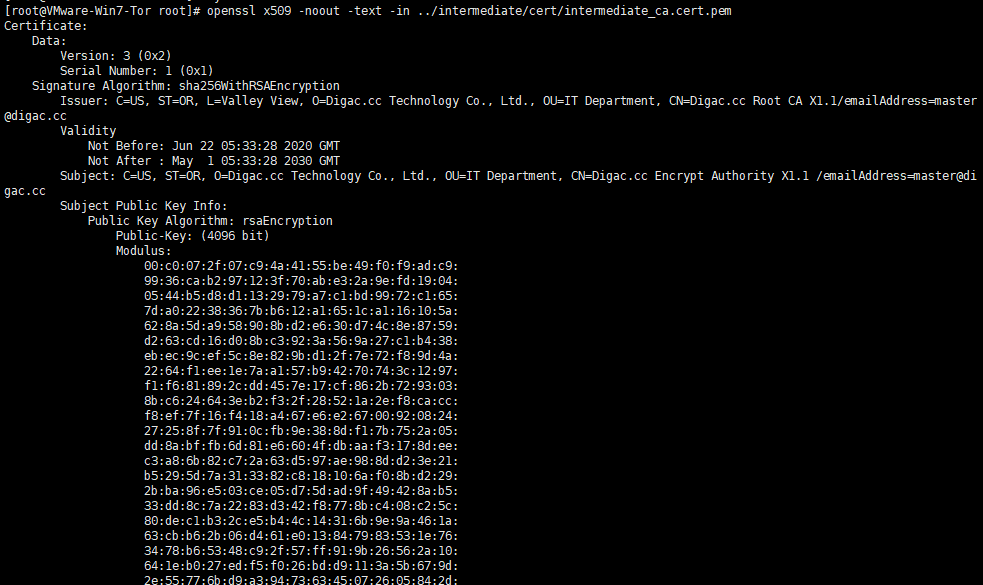 [root@VMware-Win7-Tor root]# openssl x509 -noout -text -in ../intermediate/cert/intermediate_ca.cert.pem
Certificate:
    Data:
        Version: 3 (0x2)
        Serial Number: 1 (0x1)
    Signature Algorithm: sha256WithRSAEncryption
        Issuer: C=US, ST=OR, L=Valley View, O=Digac.cc Technology Co., Ltd., OU=IT Department, CN=Digac.cc Root CA X1.1/emailAddress=master
@digac.cc
        Validity
            Not Before: Jun 22 05:33:28 2020 GMT
            Not After : May  1 05:33:28 2030 GMT
        Subject: C=US, ST=OR, O=Digac.cc Technology Co., Ltd., OU=IT Department, CN=Digac.cc Encrypt Authority X1.1 /emailAddress=master@di
gac.cc
        Subject Public Key Info:
            Public Key Algorithm: rsaEncryption
                Public-Key: (4096 bit)
                Modulus:
                    00:c0:07:2f:07:c9:4a:41:55:be:49:f0:f9:ad:c9:
                    99:36:ca:b2:97:12:3f:70:ab:e3:2a:9e:fd:19:04:
                    05:44:b5:d8:d1:13:29:79:a7:c1:bd:99:72:c1:65:
                    7d:a0:22:38:36:7b:b6:12:a1:65:1c:a1:16:10:5a:
                    62:8a:5d:a9:58:90:8b:d2:e6:30:d7:4c:8e:87:59:
                    d2:63:cd:16:d0:8b:c3:92:3a:56:9a:27:c1:b4:38:
                    eb:ec:9c:ef:5c:8e:82:9b:d1:2f:7e:72:f8:9d:4a:
                    22:64:f1:ee:1e:7a:a1:57:b9:42:70:74:3c:12:97:
                    f1:f6:81:89:2c:dd:45:7e:17:cf:86:2b:72:93:03:
                    8b:c6:24:64:3e:b2:f3:2f:28:52:1a:2e:f8:ca:cc:
                    f8:ef:7f:16:f4:18:a4:67:e6:e2:67:00:92:08:24:
                    27:25:8f:7f:91:0c:fb:9e:38:8d:f1:7b:75:2a:05:
                    dd:8a:bf:fb:6d:81:e6:60:4f:db:aa:f3:17:8d:ee:
                    c3:a8:6b:82:c7:2a:63:d5:97:ae:98:8d:d2:3e:21:
                    b5:29:5d:7a:31:33:82:c8:18:10:6a:f0:8b:d2:29:
                    2b:ba:96:e5:03:ce:05:d7:5d:ad:9f:49:42:8a:b5:
                    33:dd:8c:7a:22:83:d3:42:f8:77:8b:c4:08:c2:5c:
                    80:de:c1:b3:2c:e5:b4:4c:14:31:6b:9e:9a:46:1a:
                    63:cb:b6:2b:06:d4:61:e0:13:84:79:83:53:1e:76:
                    34:78:b6:53:48:c9:2f:57:ff:91:9b:26:56:2a:10:
                    64:1e:b0:27:ed:f5:f0:26:bd:d9:11:3a:5b:67:9d:
                    2e:55:77:6b:d9:a3:94:73:63:45:07:26:05:84:2d: